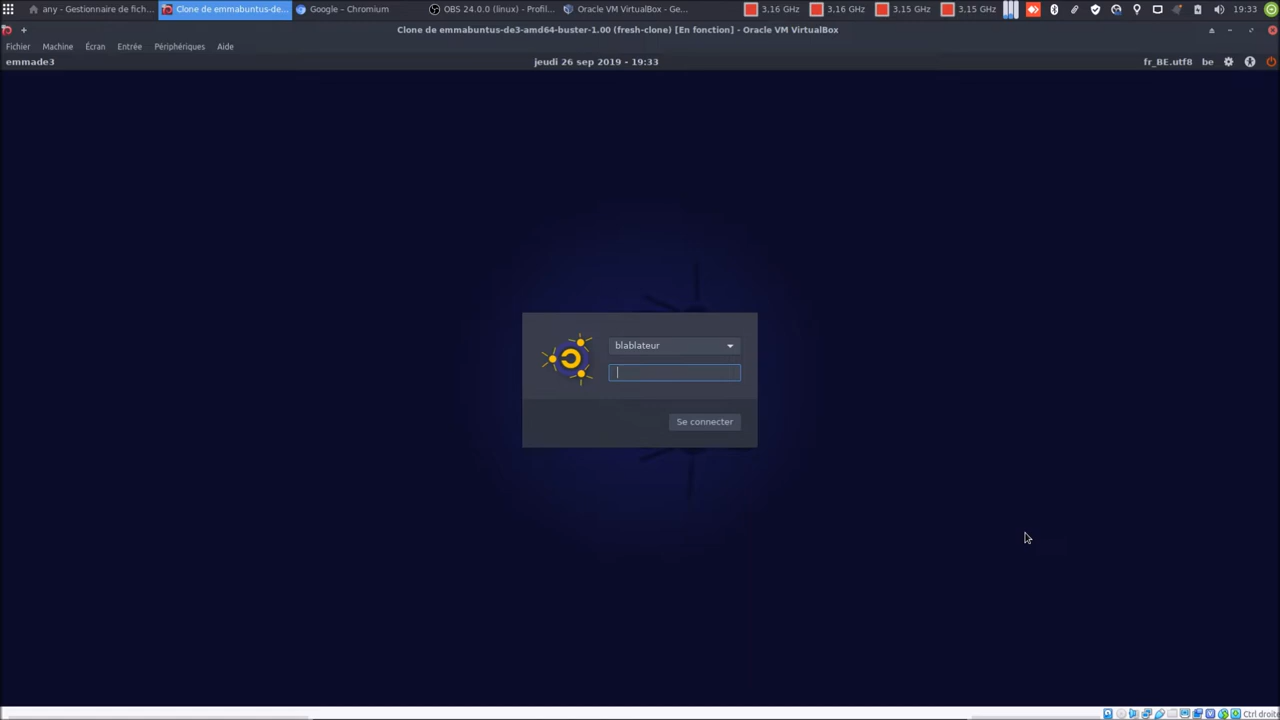 any - Gestionnaire de fich... Clone de emmabuntus-de... Google – Chromium OBS 24.0.0 (linux) - Profil... Oracle VM VirtualBox – Ge... 3,16 GHz 3,16 GHz 3,15 GHz 3,15 GHz 19:33
Clone de emmabuntus-de3-amd64-buster-1.00 (fresh-clone) [En fonction] - Oracle VM VirtualBox
Fichier Machine Écran Entrée Périphériques Aide
emmade3 jeudi 26 sep 2019 - 19:33 fr_BE.utf8 be
blablateur
Se connecter
Ctrl droite